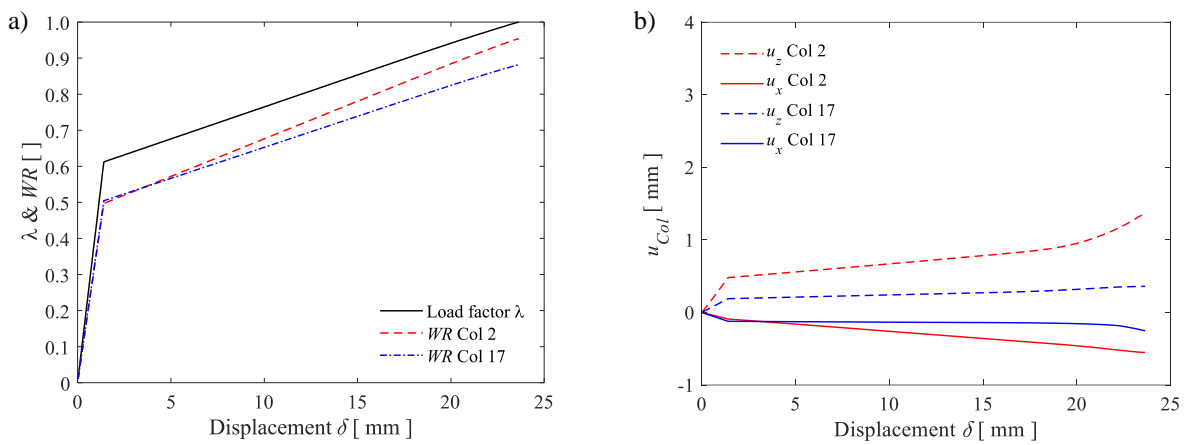 a)
1.0
0.9
0.8
0.7
0.6
0.5
0.4
0.3
0.2
0.1
0
λ & WR [ ]
Load factor λ
WR Col 2
WR Col 17
0 5 10 15 20 25
Displacement δ [ mm ]
b)
4
3
2
1
0
-1
u_Col [ mm ]
u_z Col 2
u_x Col 2
u_z Col 17
u_x Col 17
0 5 10 15 20 25
Displacement δ [ mm ]